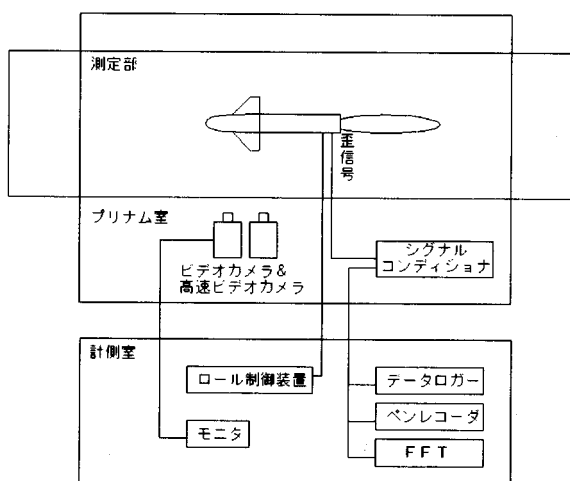 測定部
歪信号
プリナム室
シグナル
コンディショナ
ビデオカメラ&
高速ビデオカメラ
計側室
ロール制御装置
データロガー
ペンレコーダ
モニタ
FFT